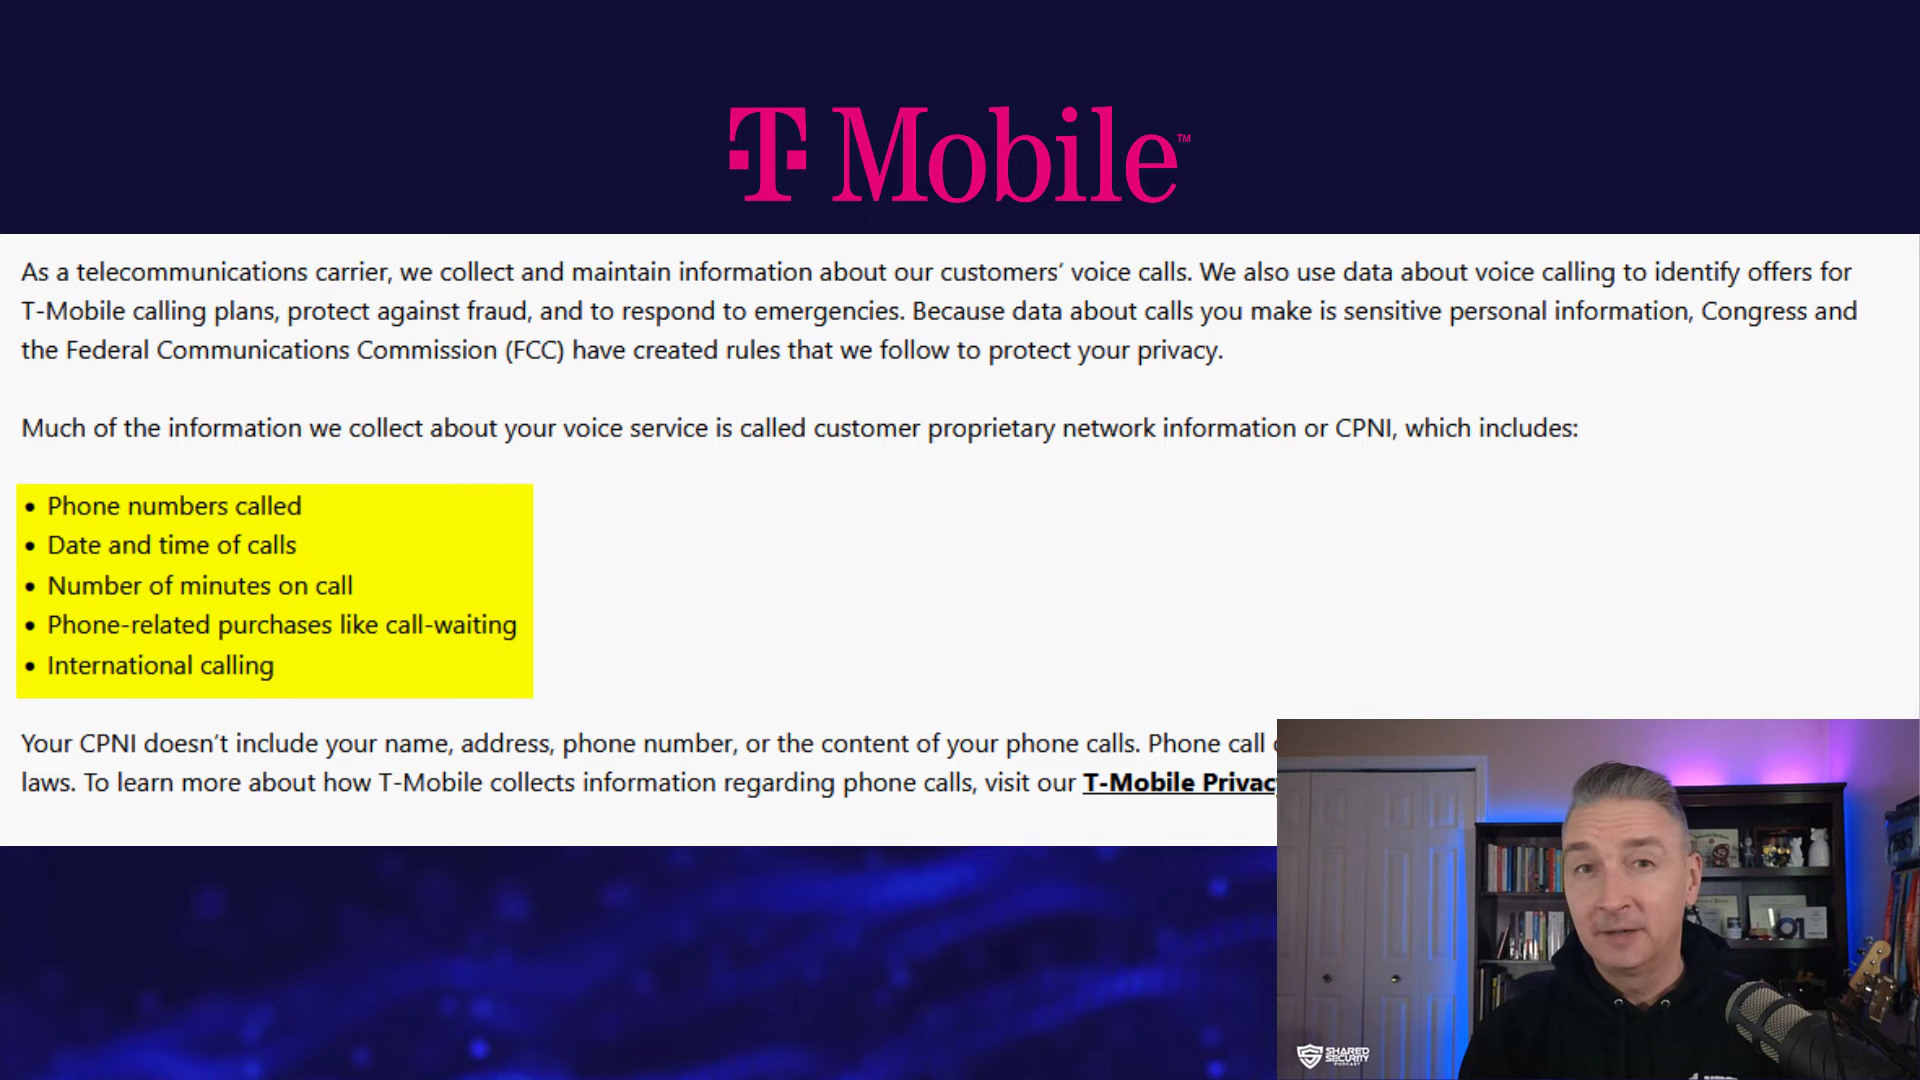 T Mobile™
As a telecommunications carrier, we collect and maintain information about our customers’ voice calls. We also use data about voice calling to identify offers for
T-Mobile calling plans, protect against fraud, and to respond to emergencies. Because data about calls you make is sensitive personal information, Congress and
the Federal Communications Commission (FCC) have created rules that we follow to protect your privacy.
Much of the information we collect about your voice service is called customer proprietary network information or CPNI, which includes:
• Phone numbers called
• Date and time of calls
• Number of minutes on call
• Phone-related purchases like call-waiting
• International calling
Your CPNI doesn’t include your name, address, phone number, or the content of your phone calls. Phone call
laws. To learn more about how T-Mobile collects information regarding phone calls, visit our T-Mobile Privac
SHARED
SECURITY
PODCAST